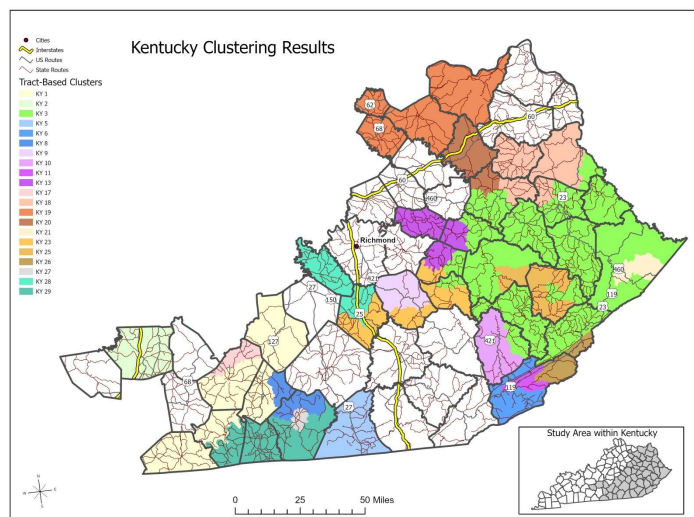 Kentucky Clustering Results
Cities
Interstates
US Routes
State Routes
Tract-Based Clusters
KY 1
KY 2
KY 3
KY 5
KY 6
KY 8
KY 9
KY 10
KY 11
KY 13
KY 17
KY 18
KY 19
KY 20
KY 21
KY 23
KY 25
KY 26
KY 27
KY 28
KY 29
62
68
60
60
460
23
Richmond
421
460
27
150
119
25
23
127
421
68
119
27
Study Area within Kentucky
N
W
E
S
0
25
50 Miles